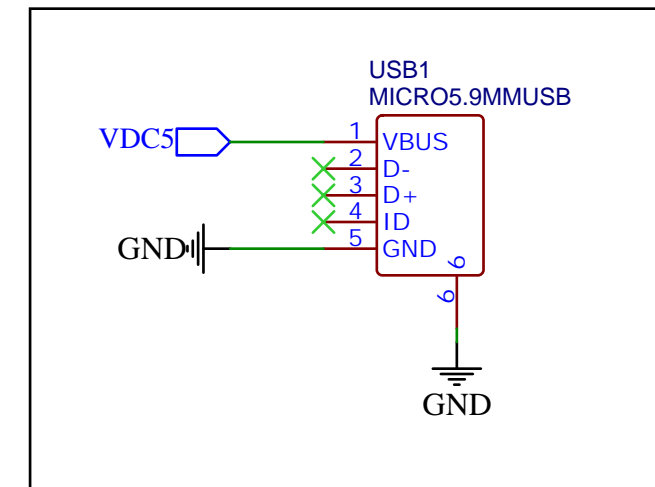 USB1
MICRO5.9MMUSB
VDC5
1 VBUS
2 D-
3 D+
4 ID
GND 5 GND
6
6
GND